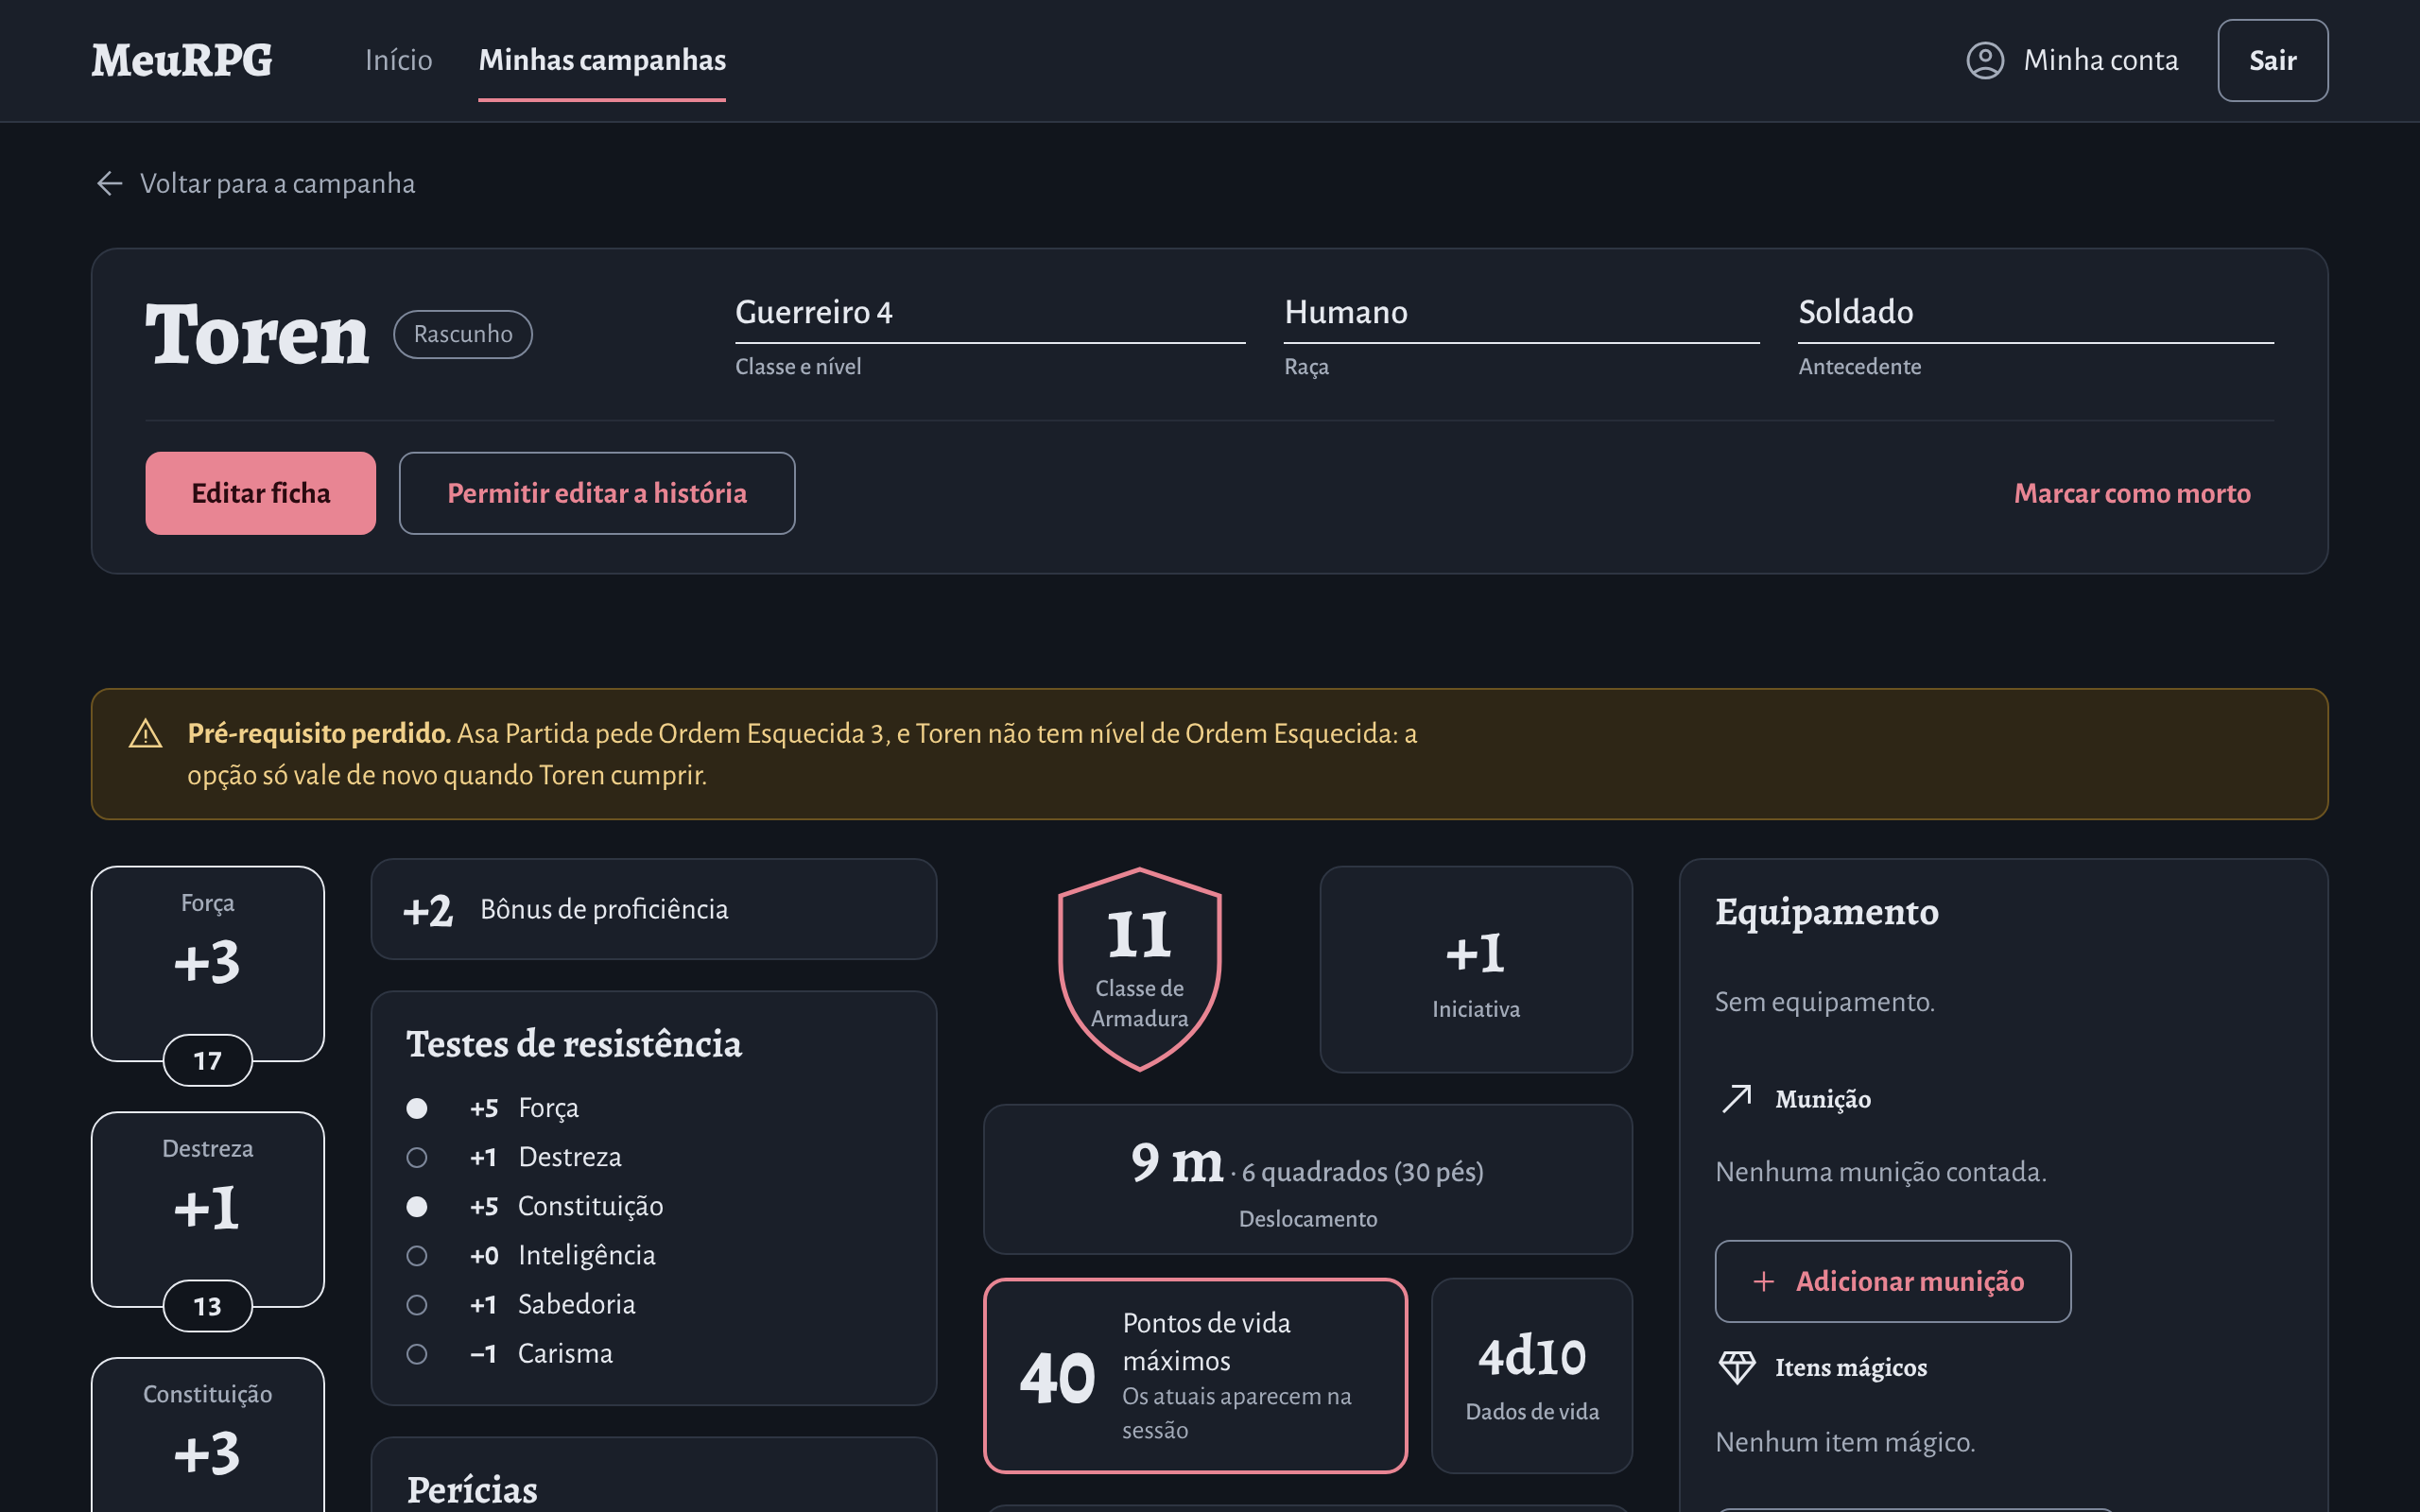 MeuRPG
Início
Minhas campanhas
Minha conta
Sair
Voltar para a campanha
Toren
Rascunho
Guerreiro 4
Classe e nível
Humano
Raça
Soldado
Antecedente
Editar ficha
Permitir editar a história
Marcar como morto
Pré-requisito perdido. Asa Partida pede Ordem Esquecida 3, e Toren não tem nível de Ordem Esquecida: a
opção só vale de novo quando Toren cumprir.
Força
+3
17
Destreza
+1
13
Constituição
+3
+2 Bônus de proficiência
Testes de resistência
+5 Força
+1 Destreza
+5 Constituição
+0 Inteligência
+1 Sabedoria
−1 Carisma
Perícias
11
Classe de
Armadura
+1
Iniciativa
9 m · 6 quadrados (30 pés)
Deslocamento
40
Pontos de vida
máximos
Os atuais aparecem na
sessão
4d10
Dados de vida
Equipamento
Sem equipamento.
Munição
Nenhuma munição contada.
+ Adicionar munição
Itens mágicos
Nenhum item mágico.